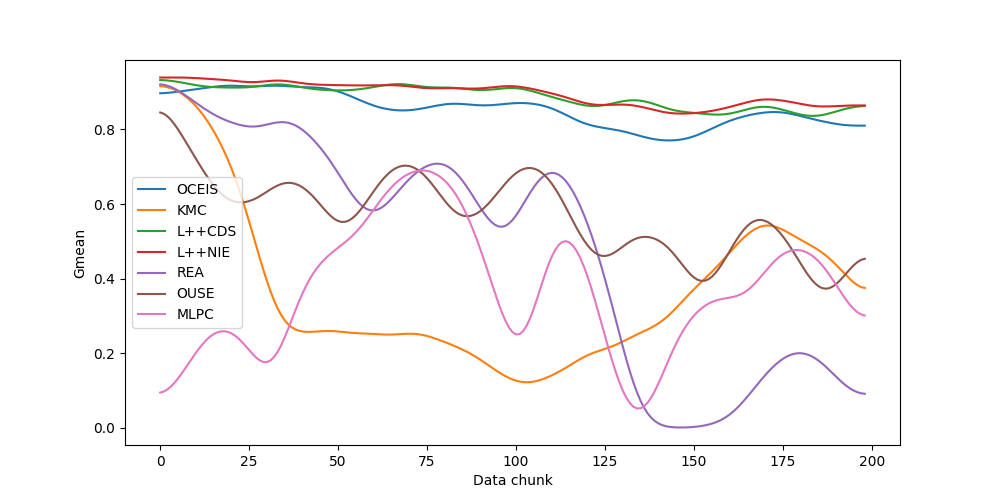 Gmean
0.8
0.6
0.4
0.2
0.0
OCEIS
KMC
L++CDS
L++NIE
REA
OUSE
MLPC
0 25 50 75 100 125 150 175 200
Data chunk